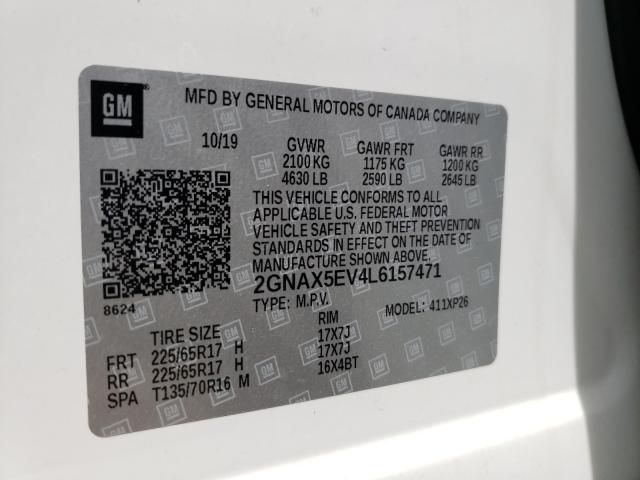 GM
MFD BY GENERAL MOTORS OF CANADA COMPANY
10/19 GVWR GAWR FRT GAWR RR
2100 KG 1175 KG 1200 KG
4630 LB 2590 LB 2645 LB
THIS VEHICLE CONFORMS TO ALL
APPLICABLE U.S. FEDERAL MOTOR
VEHICLE SAFETY AND THEFT PREVENTION
STANDARDS IN EFFECT ON THE DATE OF
MANUFACTURE SHOWN ABOVE.
2GNAX5EV4L6157471
8624 TYPE: M.P.V. MODEL: 411XP26
TIRE SIZE RIM
FRT 225/65R17 H 17X7J
RR 225/65R17 H 17X7J
SPA T135/70R16 M 16X4BT